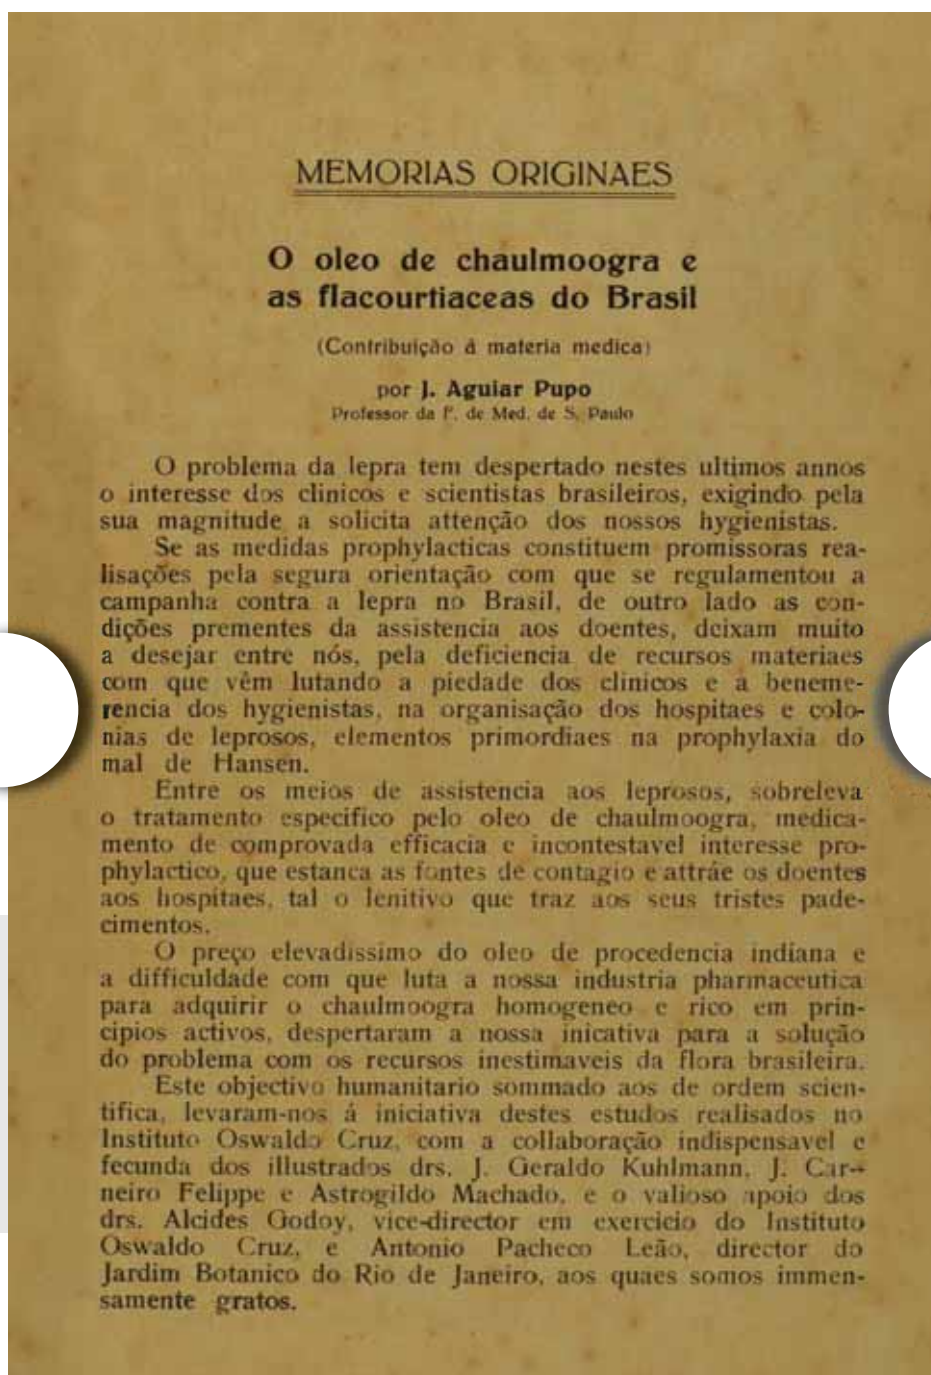 MEMORIAS ORIGINAES
O oleo de chaulmoogra e
as flacourtiaceas do Brasil
(Contribuição á materia medica)
por J. Aguiar Pupo
Professor da F. de Med. de S. Paulo
O problema da lepra tem despertado nestes ultimos annos
o interesse dos clinicos e scientistas brasileiros, exigindo pela
sua magnitude a solicita attenção dos nossos hygienistas.
Se as medidas prophylacticas constituem promissoras rea-
lisações pela segura orientação com que se regulamentou a
campanha contra a lepra no Brasil, de outro lado as con-
dições prementes da assistencia aos doentes, deixam muito
a desejar entre nós, pela deficiencia de recursos materiaes
com que vêm lutando a piedade dos clinicos e a beneme-
rencia dos hygienistas, na organisação dos hospitaes e colo-
nias de leprosos, elementos primordiaes na prophylaxia do
mal de Hansen.
Entre os meios de assistencia aos leprosos, sobreleva
o tratamento especifico pelo oleo de chaulmoogra, medica-
mento de comprovada efficacia e incontestavel interesse pro-
phylactico, que estanca as fontes de contagio e attráe os doentes
aos hospitaes, tal o lenitivo que traz aos seus tristes pade-
cimentos.
O preço elevadissimo do oleo de procedencia indiana e
a difficuldade com que luta a nossa industria pharmaceutica
para adquirir o chaulmoogra homogeneo e rico em prin-
cipios activos, despertaram a nossa inicativa para a solução
do problema com os recursos inestimaveis da flora brasileira.
Este objectivo humanitario sommado aos de ordem scien-
tifica, levaram-nos á iniciativa destes estudos realisados no
Instituto Oswaldo Cruz, com a collaboração indispensavel e
fecunda dos illustrados drs. J. Geraldo Kuhlmann, J. Car-
neiro Felippe e Astrogildo Machado, e o valioso apoio dos
drs. Alcides Godoy, vice-director em exercicio do Instituto
Oswaldo Cruz, e Antonio Pacheco Leão, director do
Jardim Botanico do Rio de Janeiro, aos quaes somos immen-
samente gratos.